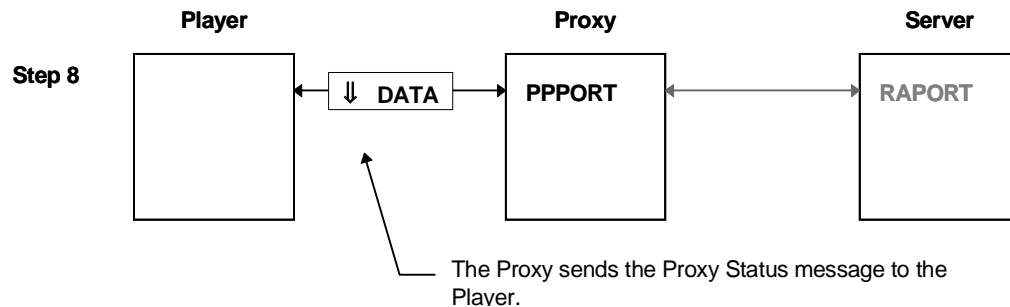 Player Proxy Server
Step 8
⇓ DATA PPPORT RAPORT
The Proxy sends the Proxy Status message to the
Player.